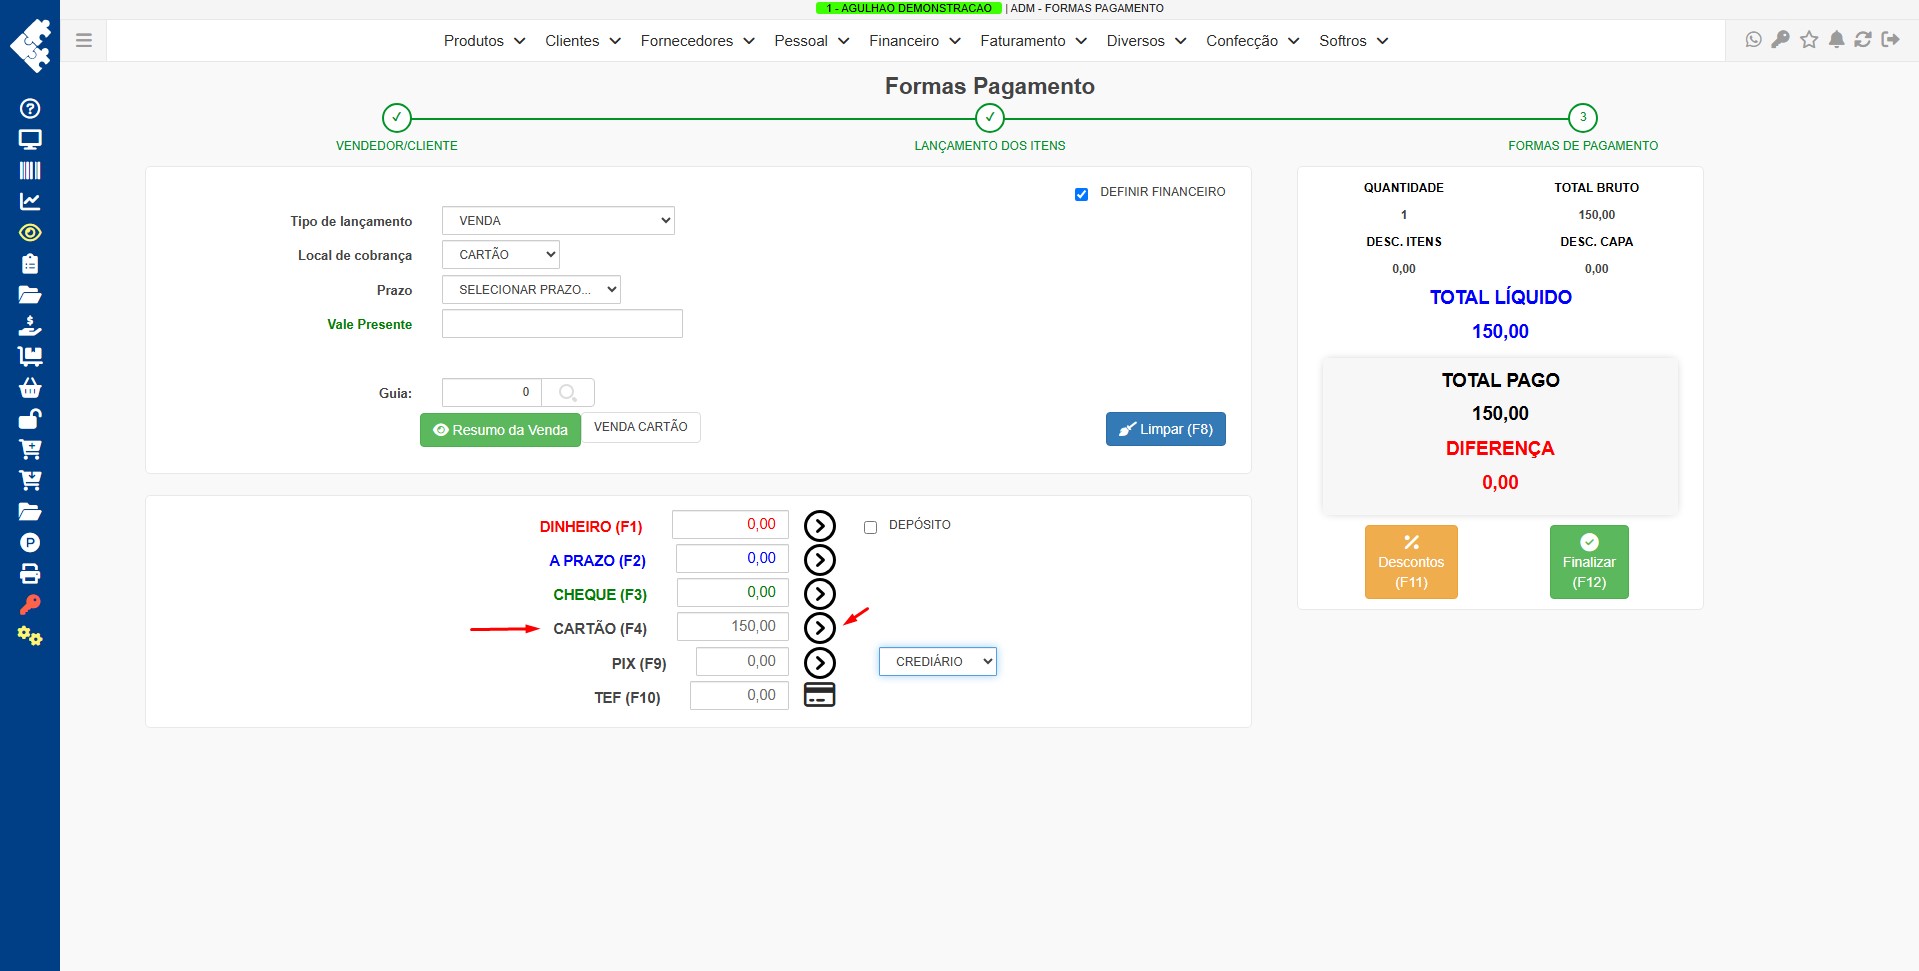 1 - AGULHAO DEMONSTRACAO | ADM - FORMAS PAGAMENTO
Produtos Clientes Fornecedores Pessoal Financeiro Faturamento Diversos Confecção Softros
Formas Pagamento
3
VENDEDOR/CLIENTE LANÇAMENTO DOS ITENS FORMAS DE PAGAMENTO
DEFINIR FINANCEIRO
Tipo de lançamento VENDA
Local de cobrança CARTÃO
Prazo SELECIONAR PRAZO...
Vale Presente
Guia: 0
Resumo da Venda VENDA CARTÃO Limpar (F8)
DINHEIRO (F1) 0,00 DEPÓSITO
A PRAZO (F2) 0,00
CHEQUE (F3) 0,00
CARTÃO (F4) 150,00
PIX (F9) 0,00 CREDIÁRIO
TEF (F10) 0,00
QUANTIDADE TOTAL BRUTO
1 150,00
DESC. ITENS DESC. CAPA
0,00 0,00
TOTAL LÍQUIDO
150,00
TOTAL PAGO
150,00
DIFERENÇA
0,00
Descontos (F11)
Finalizar (F12)
P